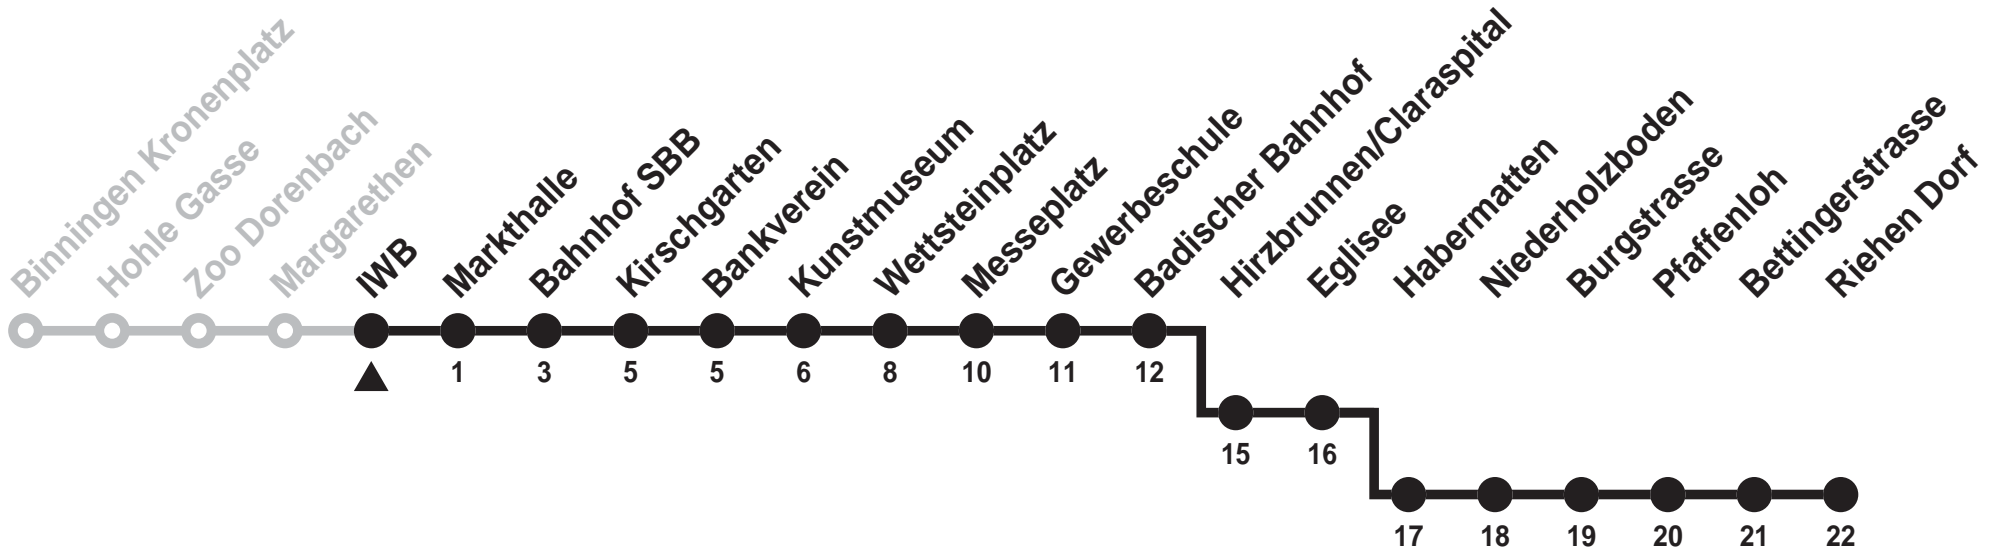 Binningen Kronenplatz
Hohle Gasse
Zoo Dorenbach
Margarethen
IWB
Markthalle
Bahnhof SBB
Kirschgarten
Bankverein
Kunstmuseum
Wettsteinplatz
Messeplatz
Gewerbeschule
Badischer Bahnhof
Hirzbrunnen/Claraspital
Eglisee
Habermatten
Niederholzboden
Burgstrasse
Pfaffenloh
Bettingerstrasse
Riehen Dorf
1 3 5 5 6 8 10 11 12
15 16
17 18 19 20 21 22